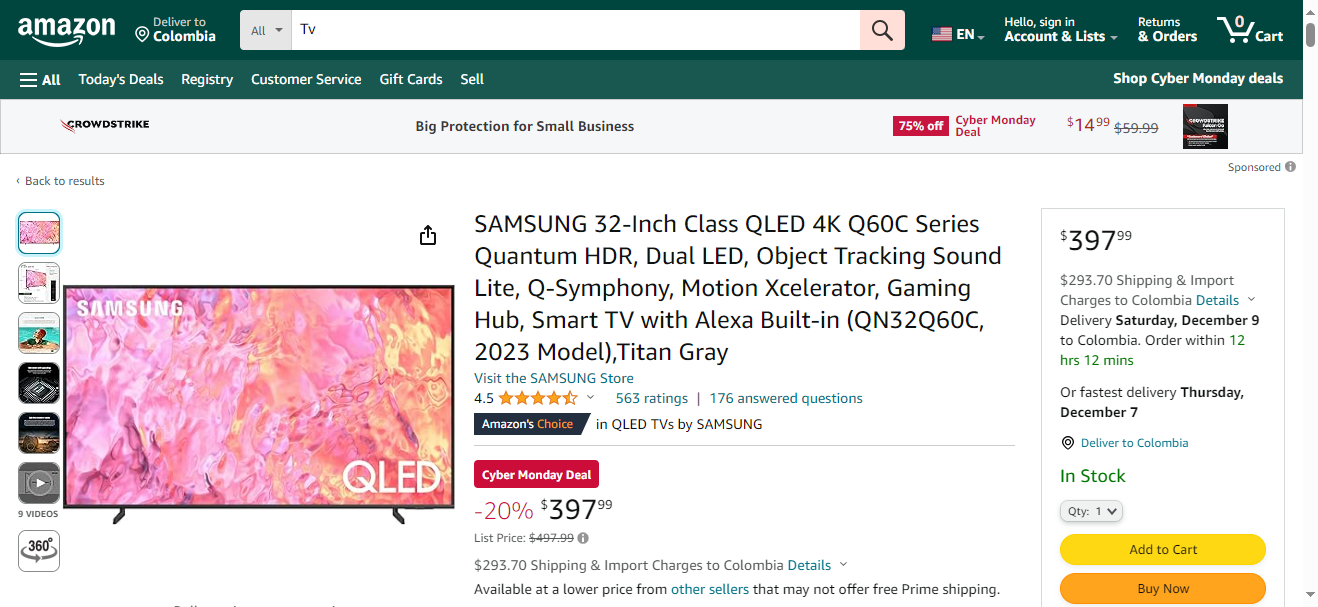 amazon
Deliver to
Colombia
All
Tv
EN
Hello, sign in
Account & Lists
Returns
& Orders
0
Cart
All
Today's Deals
Registry
Customer Service
Gift Cards
Sell
Shop Cyber Monday deals
CROWDSTRIKE
Big Protection for Small Business
75% off
Cyber Monday
Deal
$14 99 $59.99
CROWDSTRIKE
Sponsored
‹ Back to results
SAMSUNG
QLED
9 VIDEOS
360°
SAMSUNG 32-Inch Class QLED 4K Q60C Series
Quantum HDR, Dual LED, Object Tracking Sound
Lite, Q-Symphony, Motion Xcelerator, Gaming
Hub, Smart TV with Alexa Built-in (QN32Q60C,
2023 Model),Titan Gray
Visit the SAMSUNG Store
4.5
563 ratings | 176 answered questions
Amazon's Choice in QLED TVs by SAMSUNG
Cyber Monday Deal
-20% $397 99
List Price: $497.99
$293.70 Shipping & Import Charges to Colombia Details
Available at a lower price from other sellers that may not offer free Prime shipping.
$397 99
$293.70 Shipping & Import
Charges to Colombia Details
Delivery Saturday, December 9
to Colombia. Order within 12
hrs 12 mins
Or fastest delivery Thursday,
December 7
Deliver to Colombia
In Stock
Qty: 1
Add to Cart
Buy Now